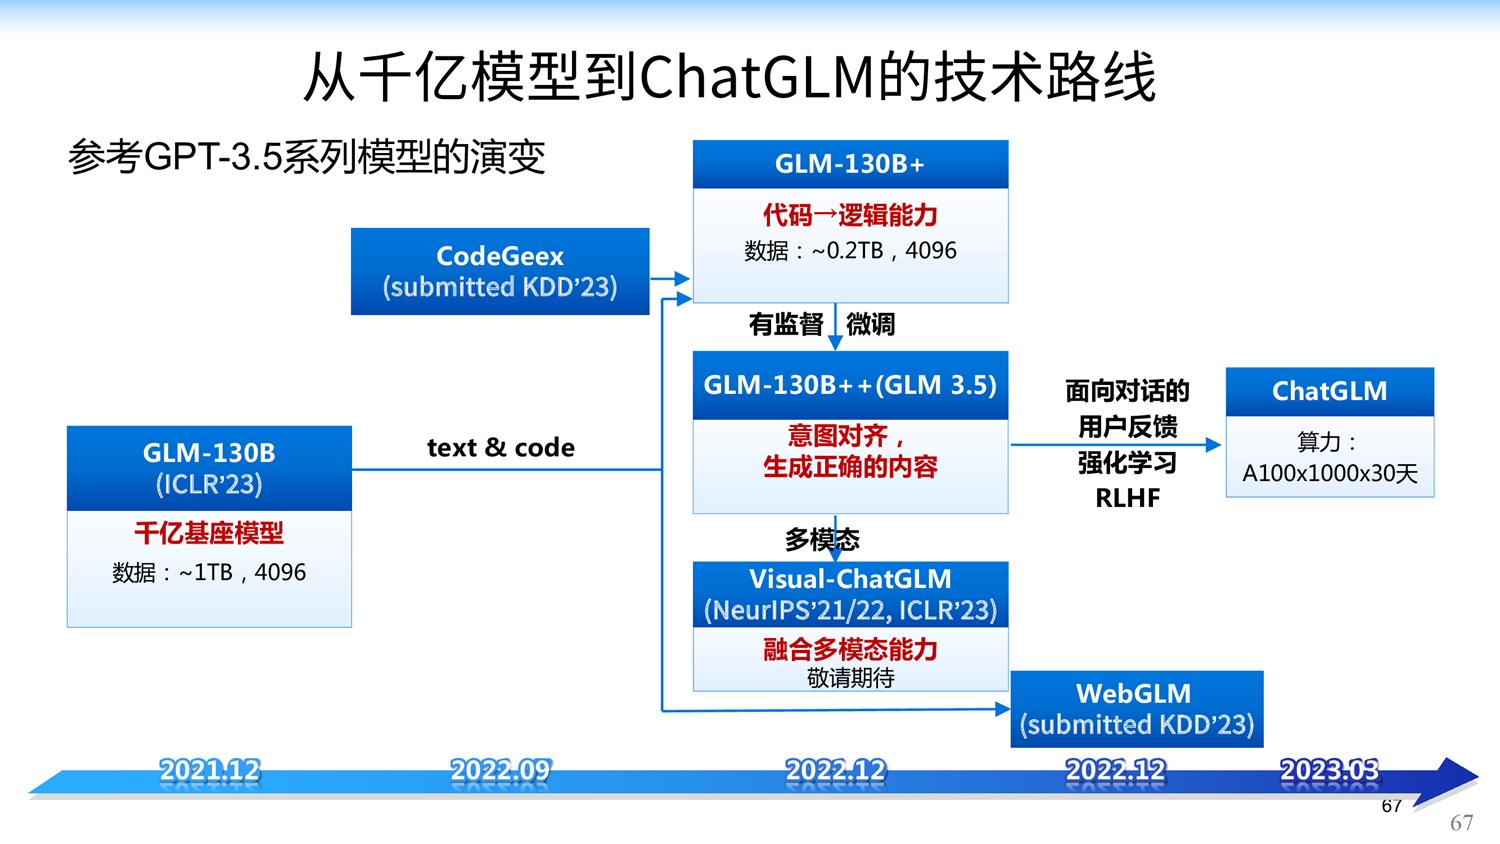 从千亿模型到ChatGLM的技术路线
参考GPT-3.5系列模型的演变
GLM-130B+
代码→逻辑能力
数据：~0.2TB，4096
CodeGeex
(submitted KDD’23)
有监督 微调
GLM-130B++(GLM 3.5)
意图对齐，
生成正确的内容
面向对话的
用户反馈
强化学习
RLHF
ChatGLM
算力：
A100x1000x30天
text & code
GLM-130B
(ICLR’23)
千亿基座模型
数据：~1TB，4096
多模态
Visual-ChatGLM
(NeurIPS’21/22, ICLR’23)
融合多模态能力
敬请期待
WebGLM
(submitted KDD’23)
2021.12
2022.09
2022.12
2022.12
2023.03
67
67